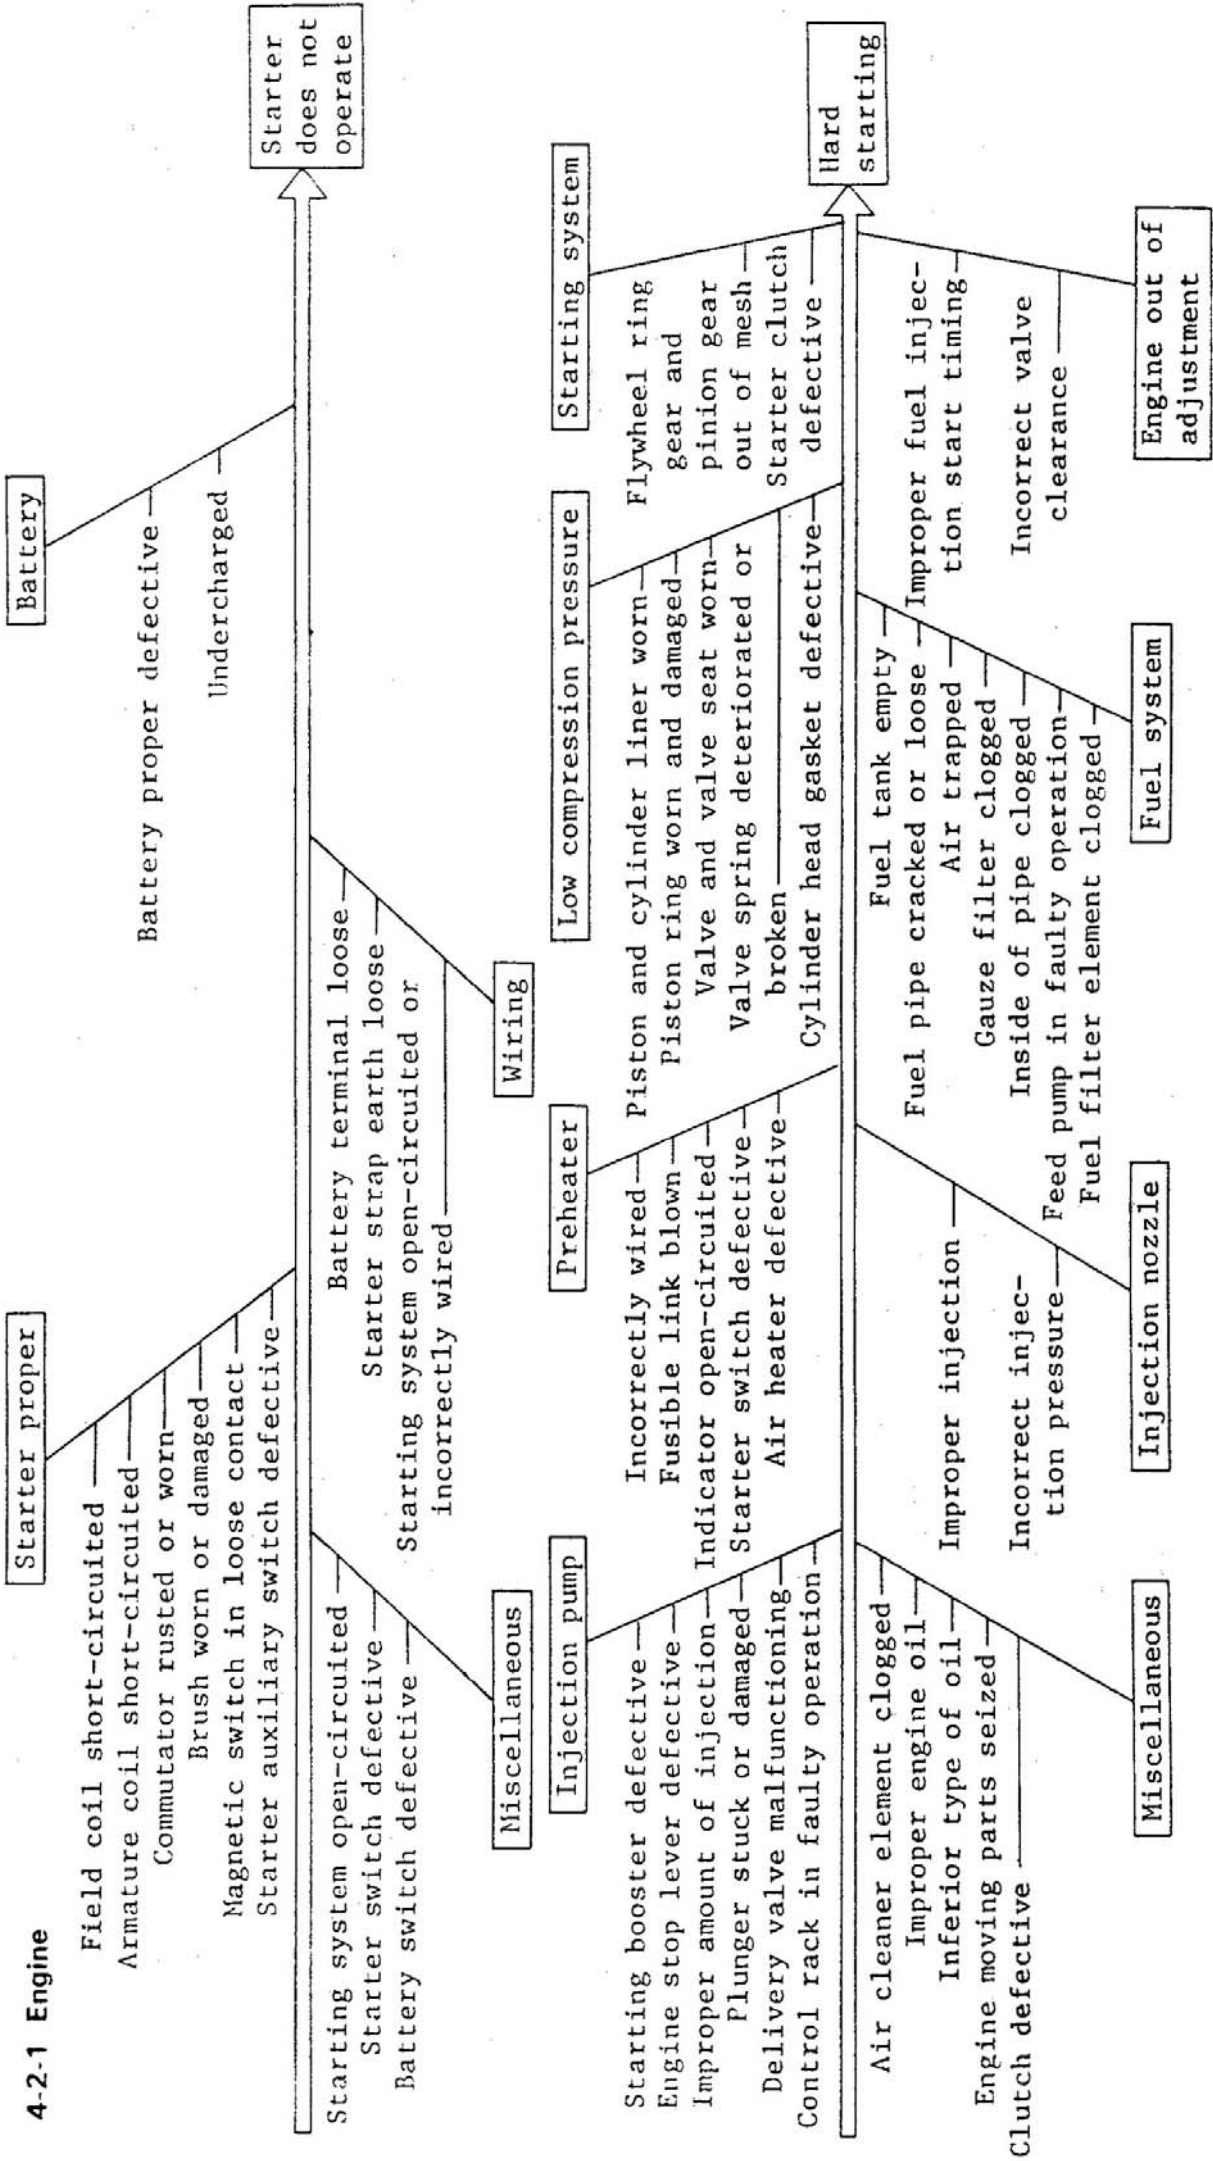 4-2-1 Engine
Starter proper
Field coil short-circuited
Armature coil short-circuited
Commutator rusted or worn
Brush worn or damaged
Magnetic switch in loose contact
Starter auxiliary switch defective
Battery
Battery proper defective
Undercharged
Starter
does not
operate
Starting system open-circuited
Starter switch defective
Battery switch defective
Miscellaneous
Battery terminal loose
Starter strap earth loose
Starting system open-circuited or
incorrectly wired
Wiring
Injection pump
Starting booster defective
Engine stop lever defective
Improper amount of injection
Plunger stuck or damaged
Delivery valve malfunctioning
Control rack in faulty operation
Preheater
Incorrectly wired
Fusible link blown
Indicator open-circuited
Starter switch defective
Air heater defective
Low compression pressure
Piston and cylinder liner worn
Piston ring worn and damaged
Valve and valve seat worn
Valve spring deteriorated or
broken
Cylinder head gasket defective
Starting system
Flywheel ring
gear and
pinion gear
out of mesh
Starter clutch
defective
Hard
starting
Air cleaner element clogged
Improper engine oil
Inferior type of oil
Engine moving parts seized
Clutch defective
Miscellaneous
Improper injection
Incorrect injec-
tion pressure
Injection nozzle
Fuel tank empty
Fuel pipe cracked or loose
Air trapped
Gauze filter clogged
Inside of pipe clogged
Feed pump in faulty operation
Fuel filter element clogged
Fuel system
Improper fuel injec-
tion start timing
Incorrect valve
clearance
Engine out of
adjustment